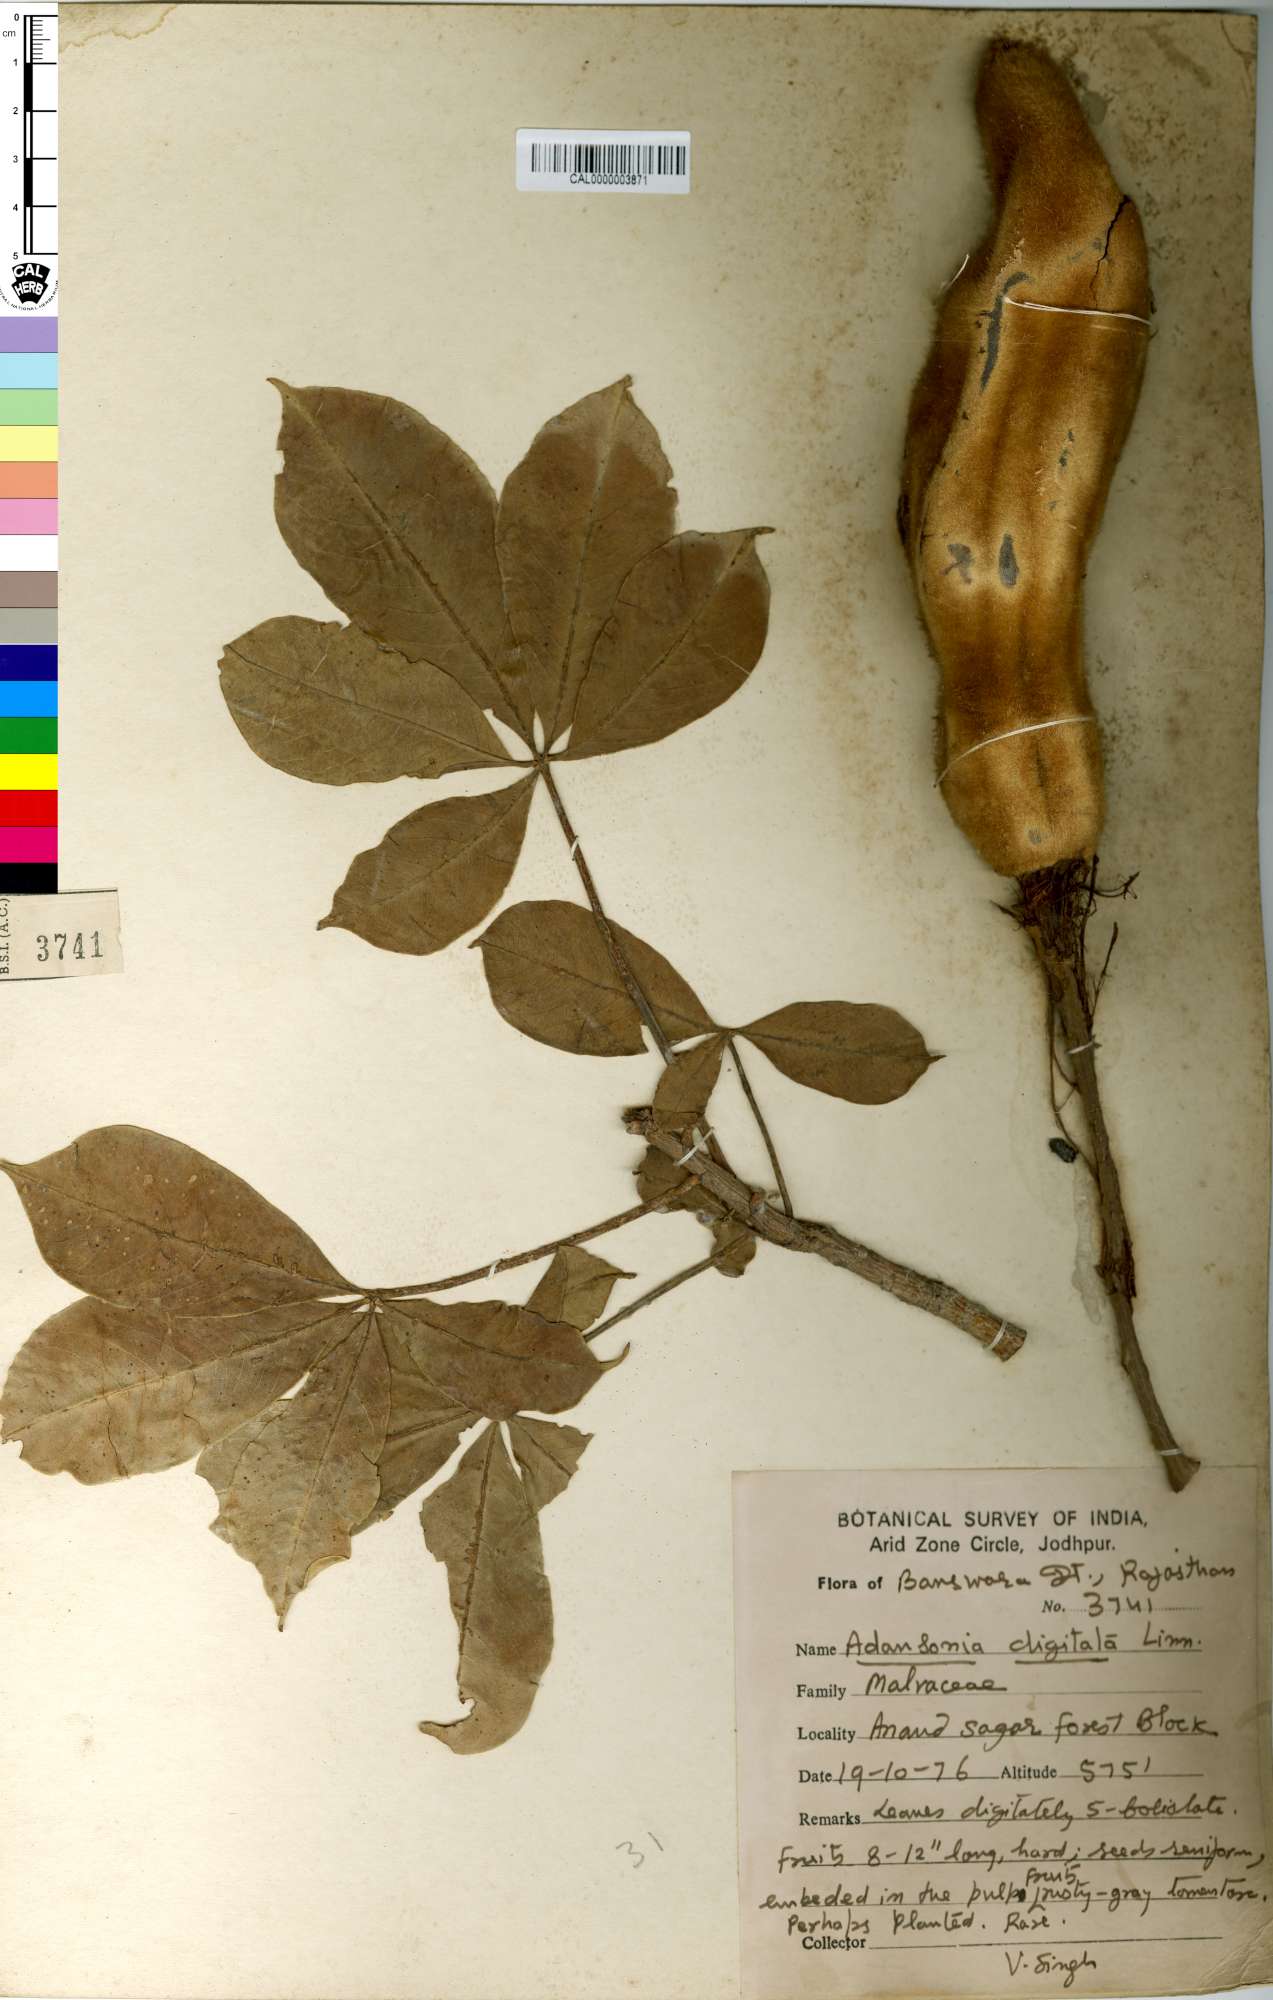 0
cm
1
2
3
4
5
CAL
HERB
CAL0000003871
B.S.I. (A.C.)
3741
BOTANICAL SURVEY OF INDIA,
Arid Zone Circle, Jodhpur.
Flora of Banswara Dt., Rajasthan
No. 3741
Name Adansonia digitata Linn.
Family Malvaceae
Locality Anand Sagar forest Block
Date 19-10-76 Altitude 575'
Remarks Leaves digitately 5-foliolate.
fruits 8-12" long, hard; seeds reniform,
fruits
embeded in the pulp rusty-gray tomentose.
Perhaps planted. Rare.
Collector
V. Singh
31